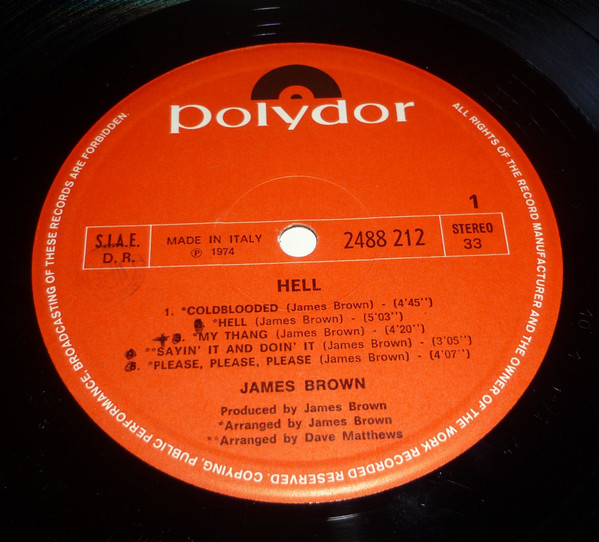 polydor
1
S.I.A.E.
D. R.
MADE IN ITALY
℗ 1974
2488 212
STEREO
33
HELL
1. *COLDBLOODED (James Brown) - (4'45'')
*HELL (James Brown) - (5'03'')
*MY THANG (James Brown) - (4'20'')
**SAYIN' IT AND DOIN' IT (James Brown) - (3'05'')
*PLEASE, PLEASE, PLEASE (James Brown) - (4'07'')
JAMES BROWN
Produced by James Brown
*Arranged by James Brown
**Arranged by Dave Matthews
ALL RIGHTS OF THE RECORD MANUFACTURER AND THE OWNER OF THE WORK RECORDED RESERVED. COPYING, PUBLIC PERFORMANCE, BROADCASTING OF THESE RECORDS ARE FORBIDDEN.